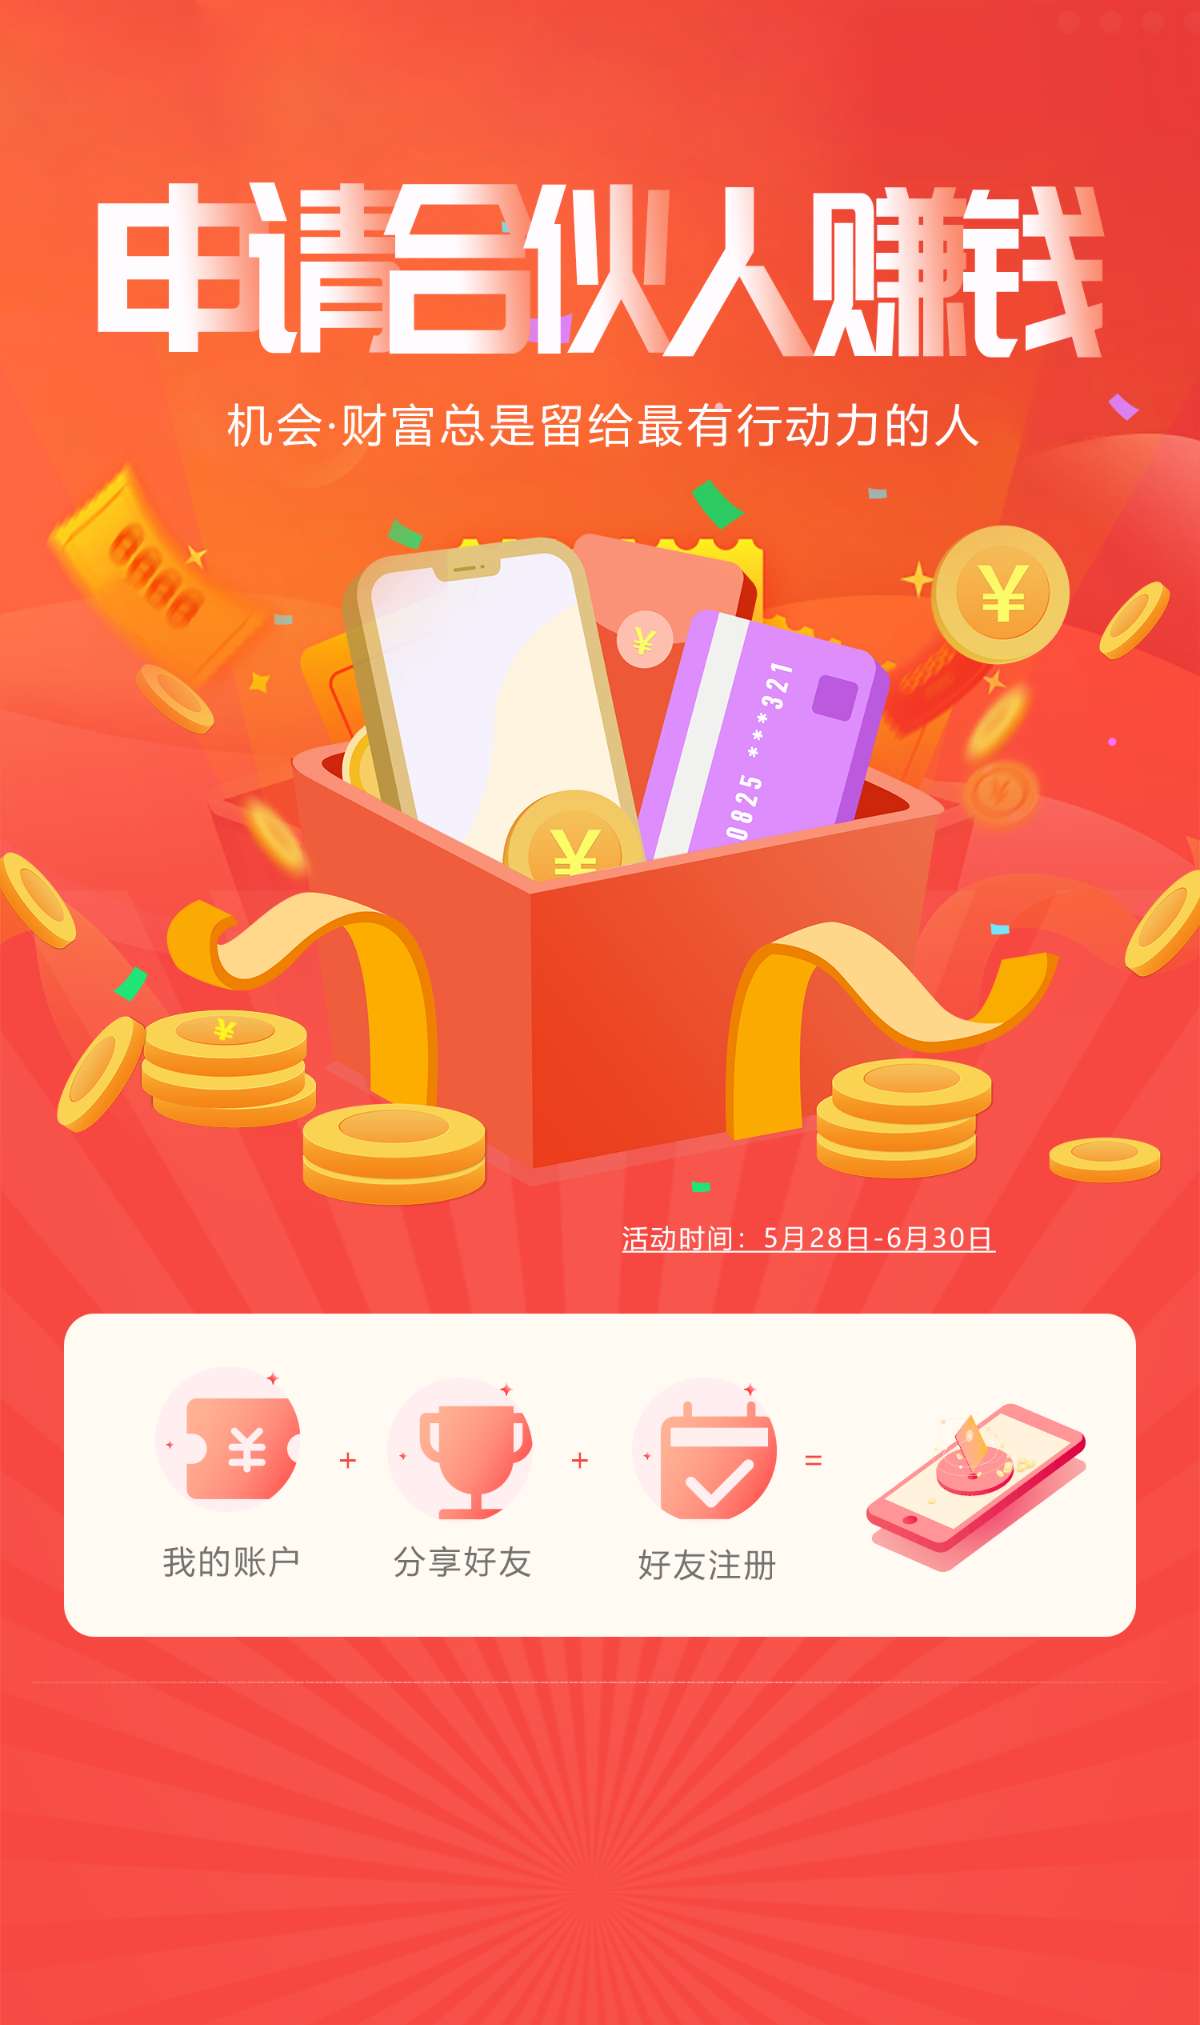 申请合伙人赚钱
机会·财富总是留给最有行动力的人
¥
¥
0825 ***321
¥
¥
活动时间：5月28日-6月30日
¥ + + =
我的账户 分享好友 好友注册